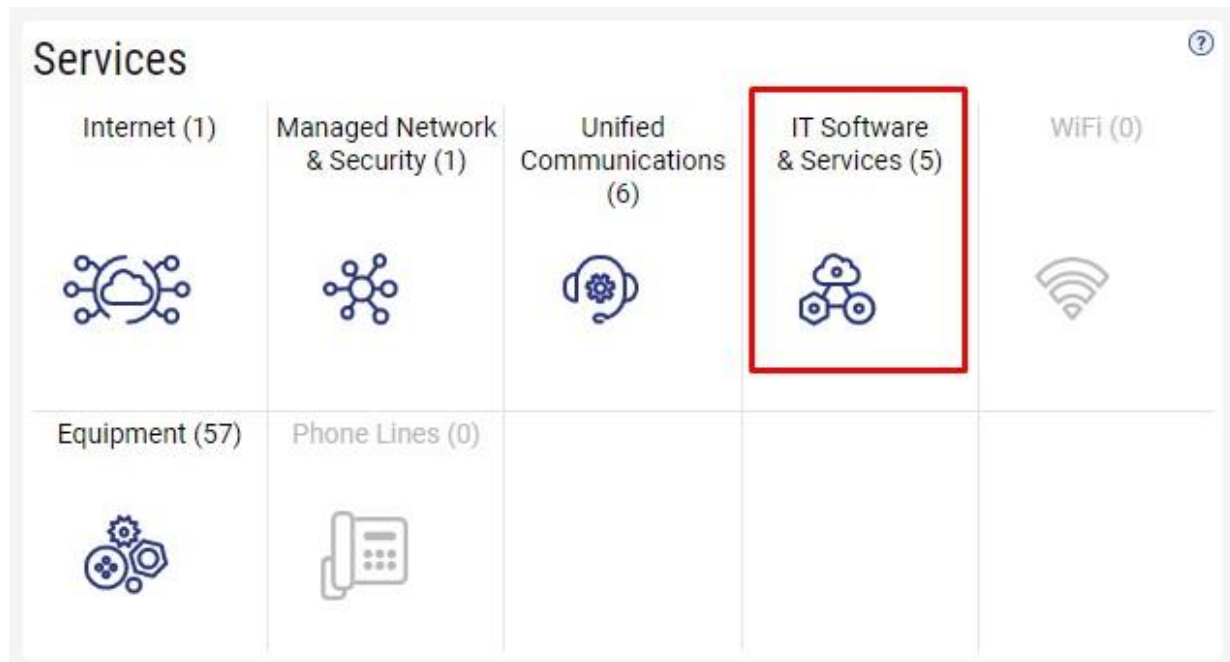 Services
?
Internet (1)
Managed Network
& Security (1)
Unified
Communications
(6)
IT Software
& Services (5)
WiFi (0)
Equipment (57)
Phone Lines (0)